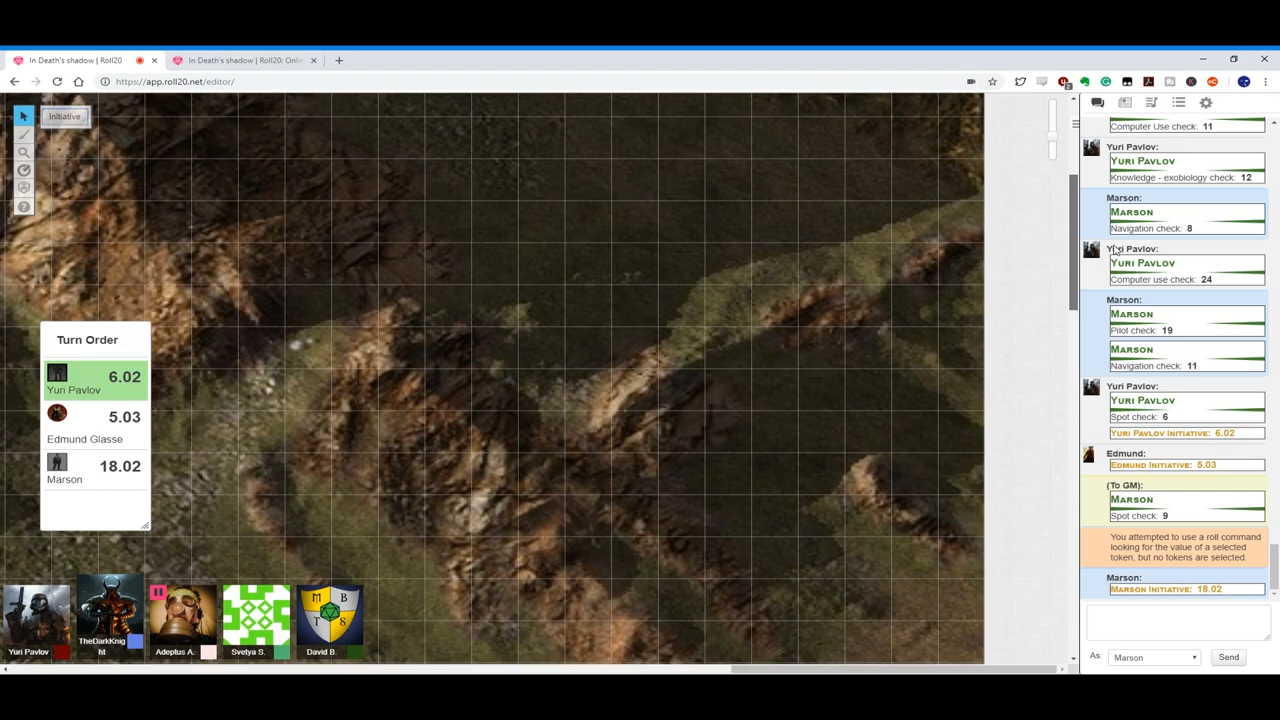 In Death's shadow | Roll20
In Death's shadow | Roll20: Onlin
https://app.roll20.net/editor/
2
Initiative
Turn Order
6.02
Yuri Pavlov
5.03
Edmund Glasse
18.02
Marson
Yuri Pavlov
TheDarkKnig
ht
Adeptus A.
Svetya S.
M B
T S
David B.
Computer Use check: 11
Yuri Pavlov:
YURI PAVLOV
Knowledge - exobiology check: 12
Marson:
MARSON
Navigation check: 8
Yuri Pavlov:
YURI PAVLOV
Computer use check: 24
Marson:
MARSON
Pilot check: 19
MARSON
Navigation check: 11
Yuri Pavlov:
YURI PAVLOV
Spot check: 6
YURI PAVLOV INITIATIVE: 6.02
Edmund:
EDMUND INITIATIVE: 5.03
(To GM):
MARSON
Spot check: 9
You attempted to use a roll command
looking for the value of a selected
token, but no tokens are selected.
Marson:
MARSON INITIATIVE: 18.02
As:
Marson
Send